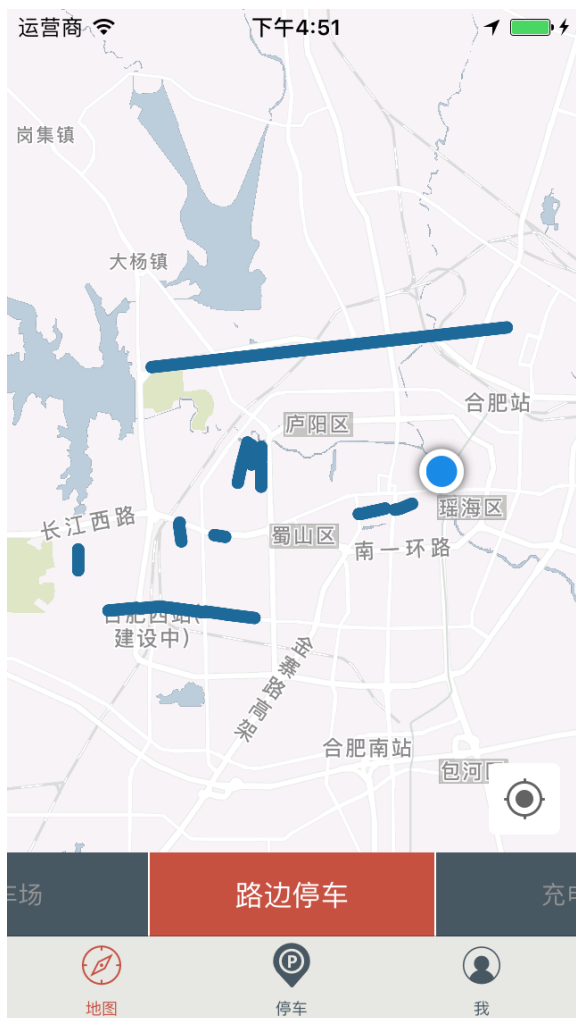 运营商
下午4:51
岗集镇
大杨镇
合肥站
庐阳区
瑶海区
长江西路
蜀山区
南一环路
合肥西站(
建设中)
金寨路高架
合肥南站
包河区
车场
路边停车
充电
P
地图
停车
我